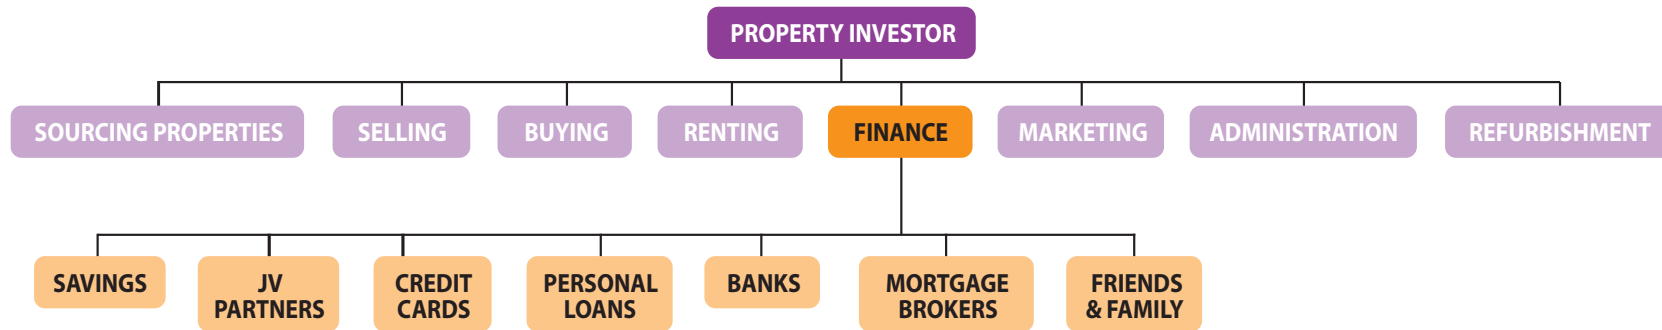 PROPERTY INVESTOR
SOURCING PROPERTIES
SELLING
BUYING
RENTING
FINANCE
MARKETING
ADMINISTRATION
REFURBISHMENT
SAVINGS
JV
PARTNERS
CREDIT
CARDS
PERSONAL
LOANS
BANKS
MORTGAGE
BROKERS
FRIENDS
& FAMILY